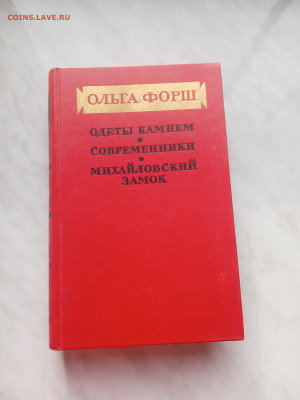 COINS.LAVE.RU
ОЛЬГА ФОРШ
ОДЕТЫ КАМНЕМ
СОВРЕМЕННИКИ
МИХАЙЛОВСКИЙ
ЗАМОК